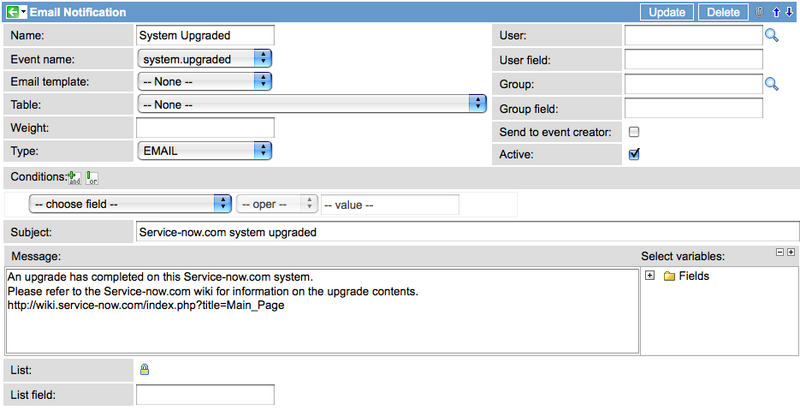 Email Notification Update Delete
Name: System Upgraded User:
Event name: system.upgraded User field:
Email template: -- None -- Group:
Table: -- None -- Group field:
Weight: Send to event creator:
Type: EMAIL Active:
Conditions: and or
-- choose field -- -- oper -- -- value --
Subject: Service-now.com system upgraded
Message: Select variables:
An upgrade has completed on this Service-now.com system.
Please refer to the Service-now.com wiki for information on the upgrade contents.
http://wiki.service-now.com/index.php?title=Main_Page
Fields
List:
List field: